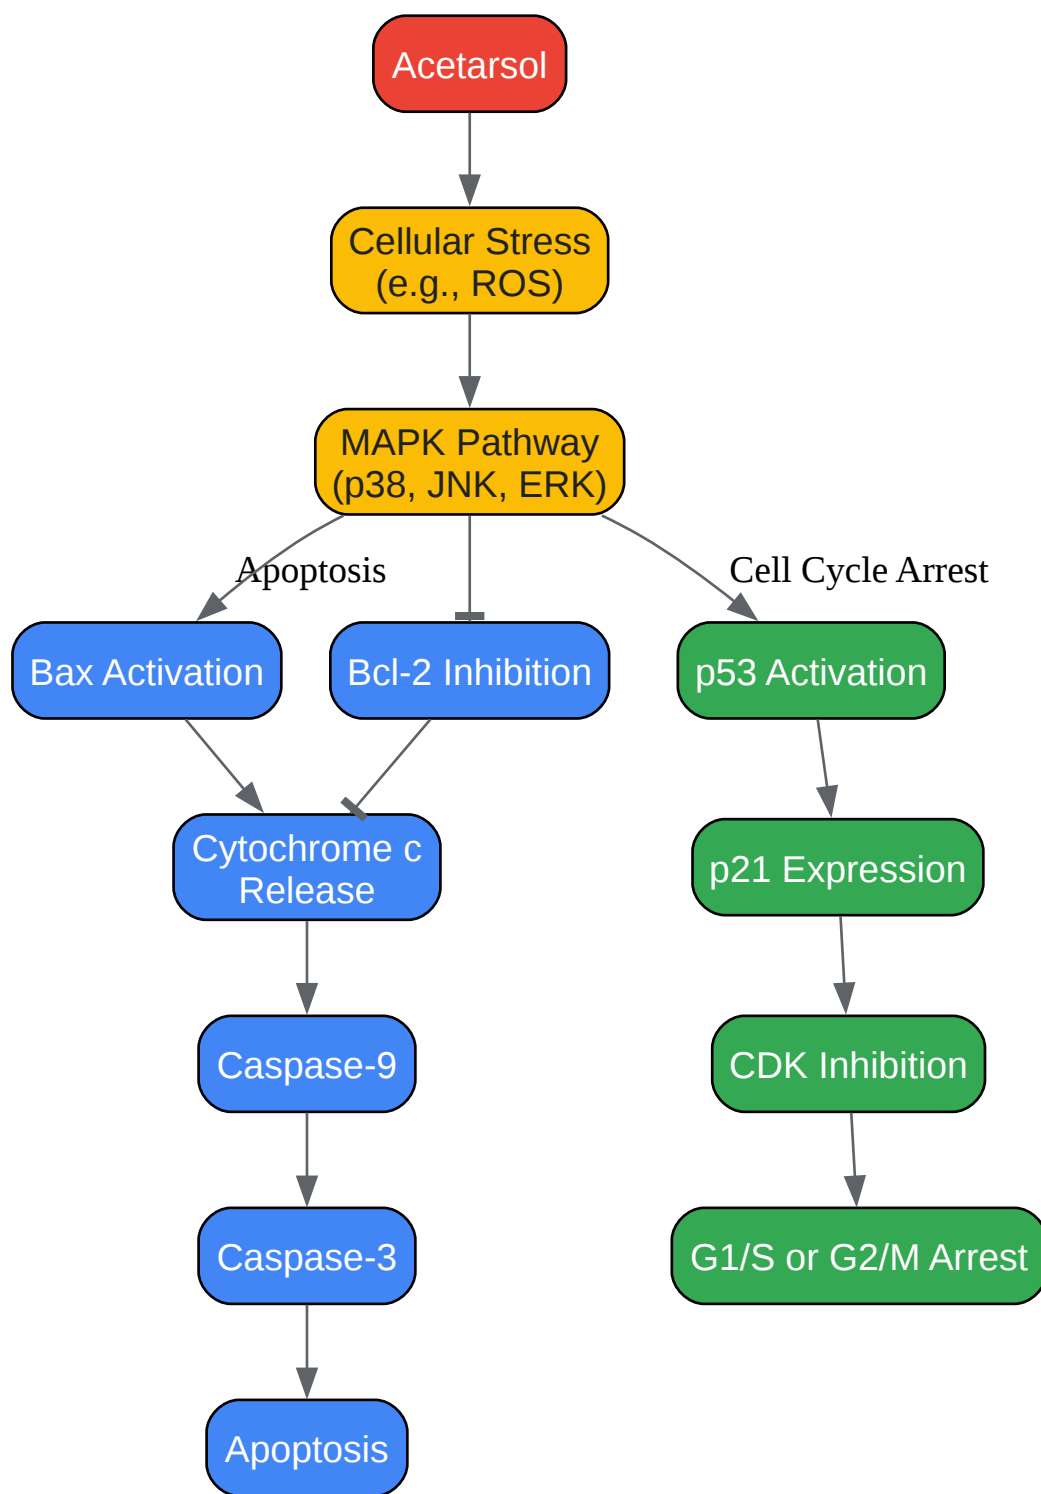 Acetarsol
Cellular Stress
(e.g., ROS)
MAPK Pathway
(p38, JNK, ERK)
Apoptosis
Cell Cycle Arrest
Bax Activation
Bcl-2 Inhibition
p53 Activation
Cytochrome c
Release
p21 Expression
Caspase-9
CDK Inhibition
Caspase-3
G1/S or G2/M Arrest
Apoptosis